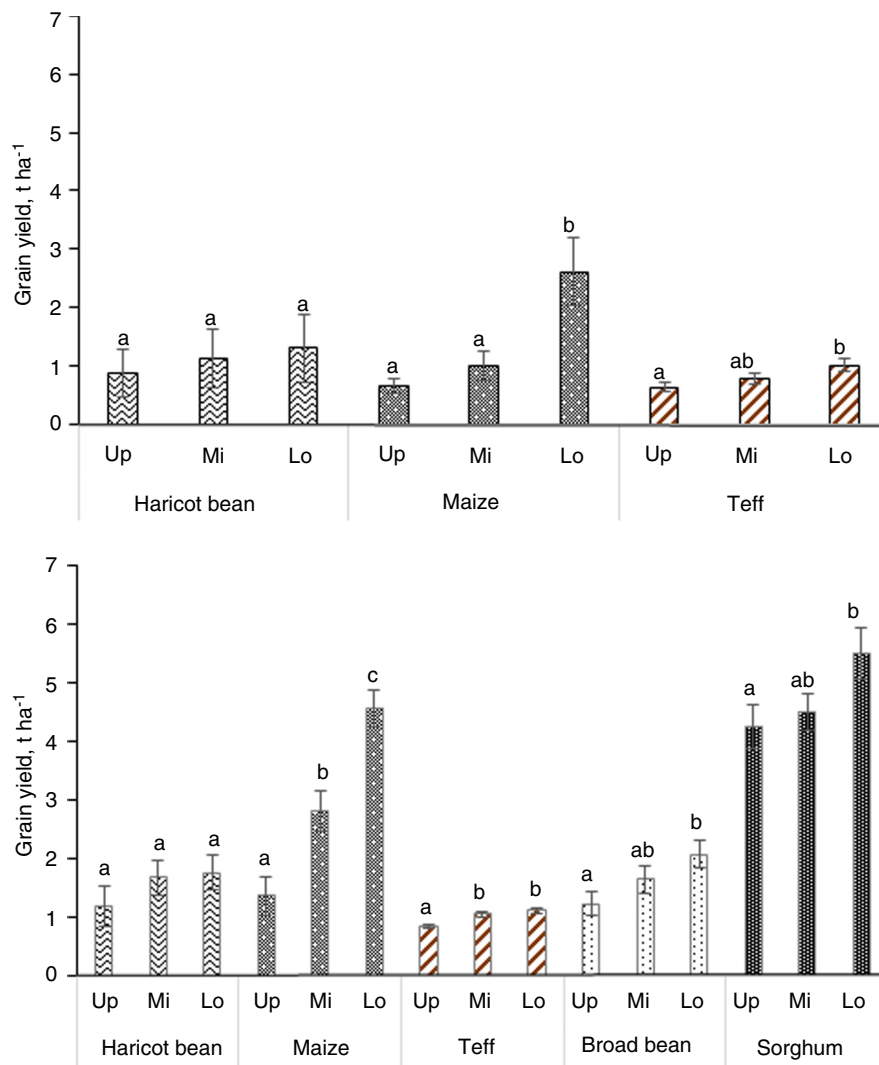 7
6
5
4
3
2
1
0
Grain yield, t ha⁻¹
a a a a a b a ab b
Up Mi Lo Up Mi Lo Up Mi Lo
Haricot bean Maize Teff
7
6
5
4
3
2
1
0
Grain yield, t ha⁻¹
a a a a b c a b b a ab b a ab b
Up Mi Lo Up Mi Lo Up Mi Lo Up Mi Lo Up Mi Lo
Haricot bean Maize Teff Broad bean Sorghum